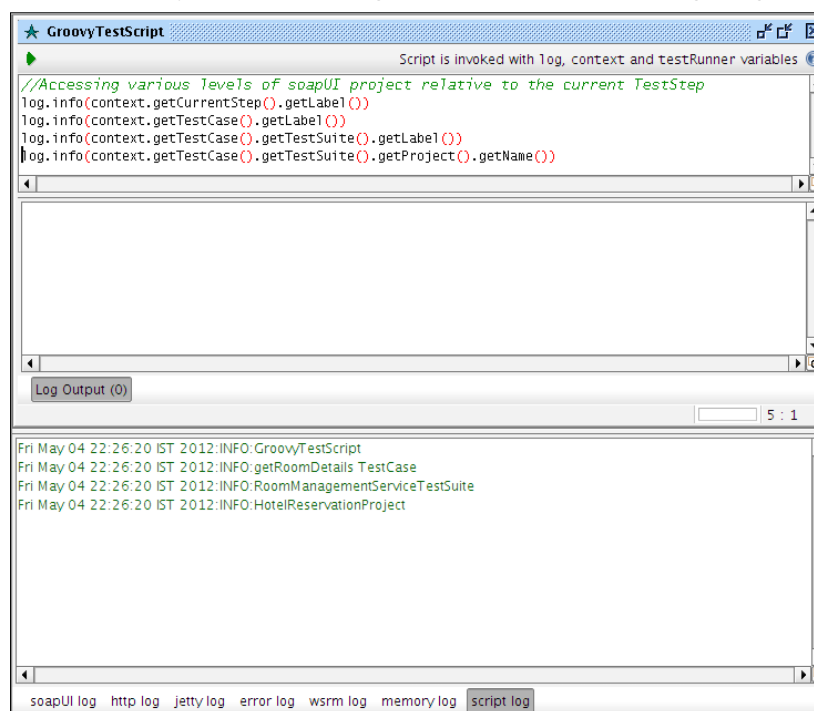 GroovyTestScript
Script is invoked with log, context and testRunner variables
//Accessing various levels of soapUI project relative to the current TestStep
log.info(context.getCurrentStep().getLabel())
log.info(context.getTestCase().getLabel())
log.info(context.getTestCase().getTestSuite().getLabel())
log.info(context.getTestCase().getTestSuite().getProject().getName())
Log Output (0)
5 : 1
Fri May 04 22:26:20 IST 2012:INFO:GroovyTestScript
Fri May 04 22:26:20 IST 2012:INFO:getRoomDetails TestCase
Fri May 04 22:26:20 IST 2012:INFO:RoomManagementServiceTestSuite
Fri May 04 22:26:20 IST 2012:INFO:HotelReservationProject
soapUI log http log jetty log error log wsrm log memory log script log